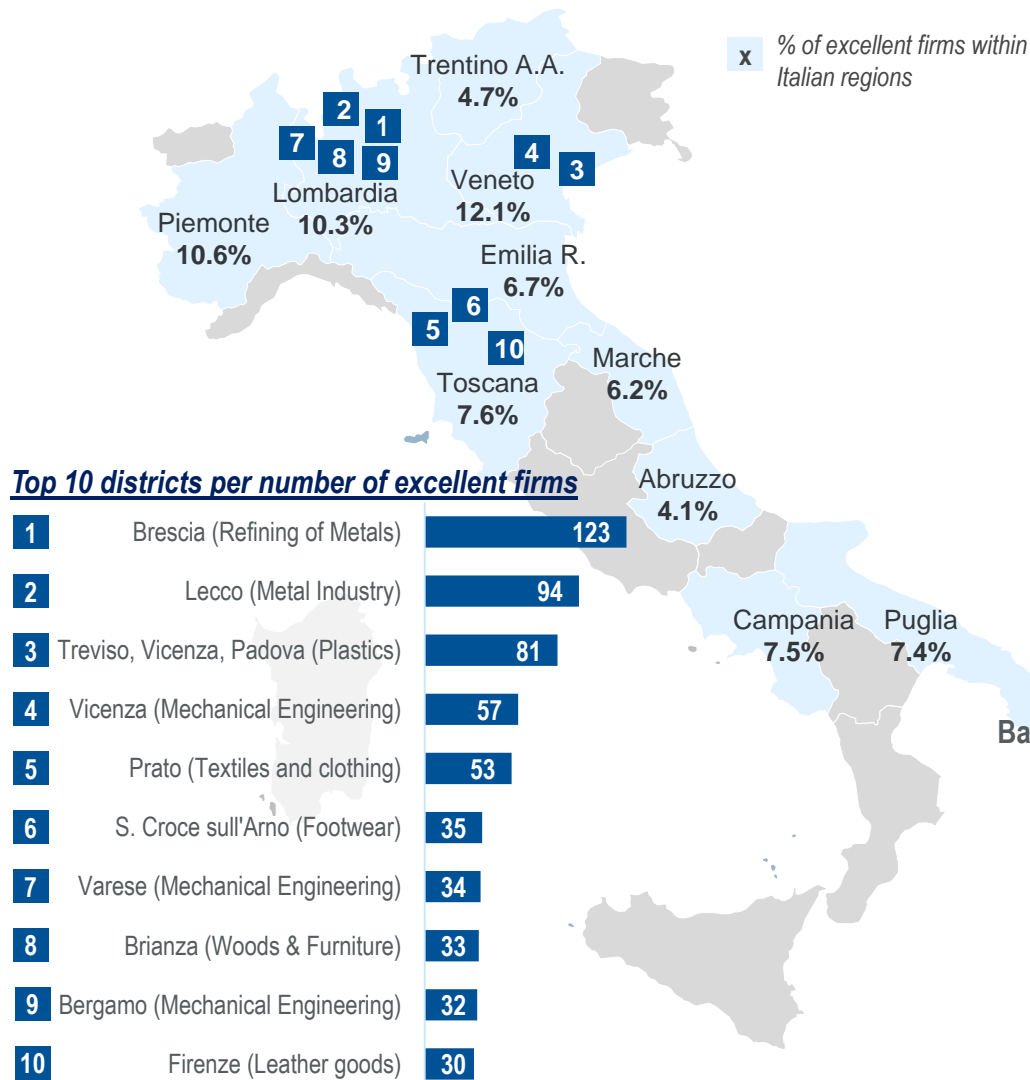 x
% of excellent firms within
Italian regions
Trentino A.A.
4.7%
2
1
7
8
9
4
3
Lombardia
10.3%
Veneto
12.1%
Piemonte
10.6%
Emilia R.
6.7%
6
5
10
Toscana
7.6%
Marche
6.2%
Abruzzo
4.1%
Campania
7.5%
Puglia
7.4%
Ba
Top 10 districts per number of excellent firms
1 Brescia (Refining of Metals) 123
2 Lecco (Metal Industry) 94
3 Treviso, Vicenza, Padova (Plastics) 81
4 Vicenza (Mechanical Engineering) 57
5 Prato (Textiles and clothing) 53
6 S. Croce sull'Arno (Footwear) 35
7 Varese (Mechanical Engineering) 34
8 Brianza (Woods & Furniture) 33
9 Bergamo (Mechanical Engineering) 32
10 Firenze (Leather goods) 30